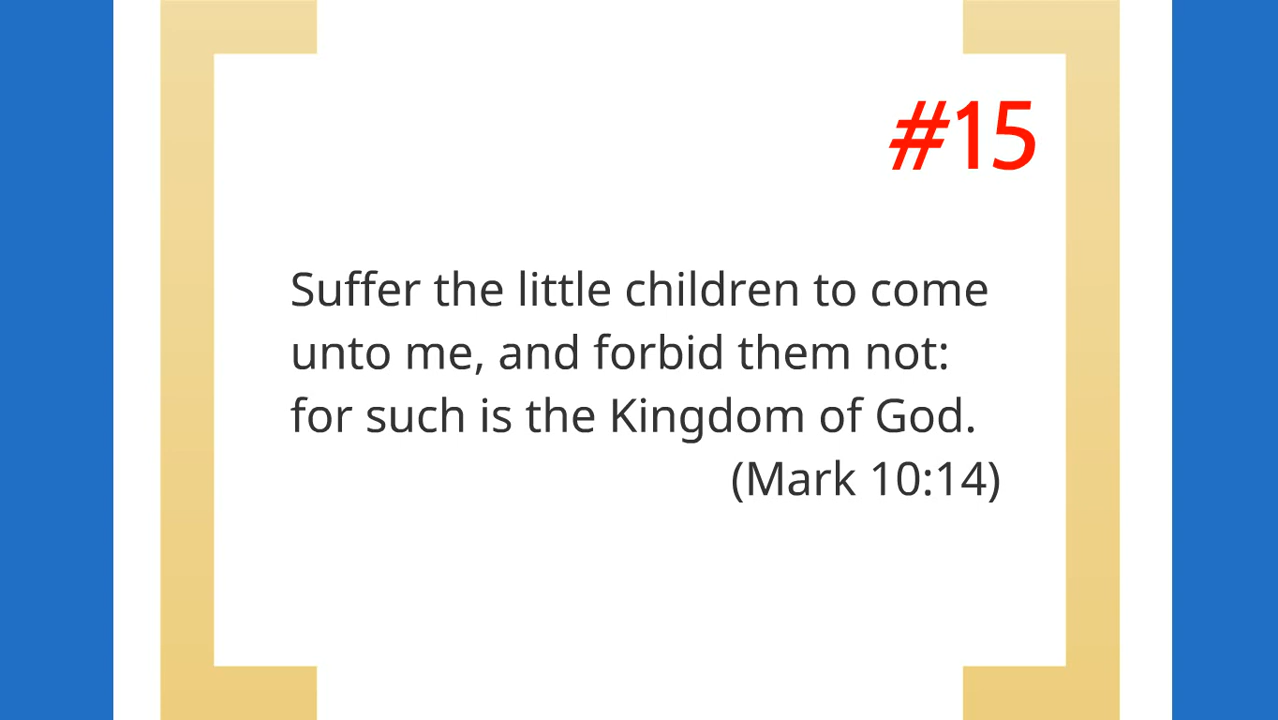 #15
Suffer the little children to come
unto me, and forbid them not:
for such is the Kingdom of God.
(Mark 10:14)